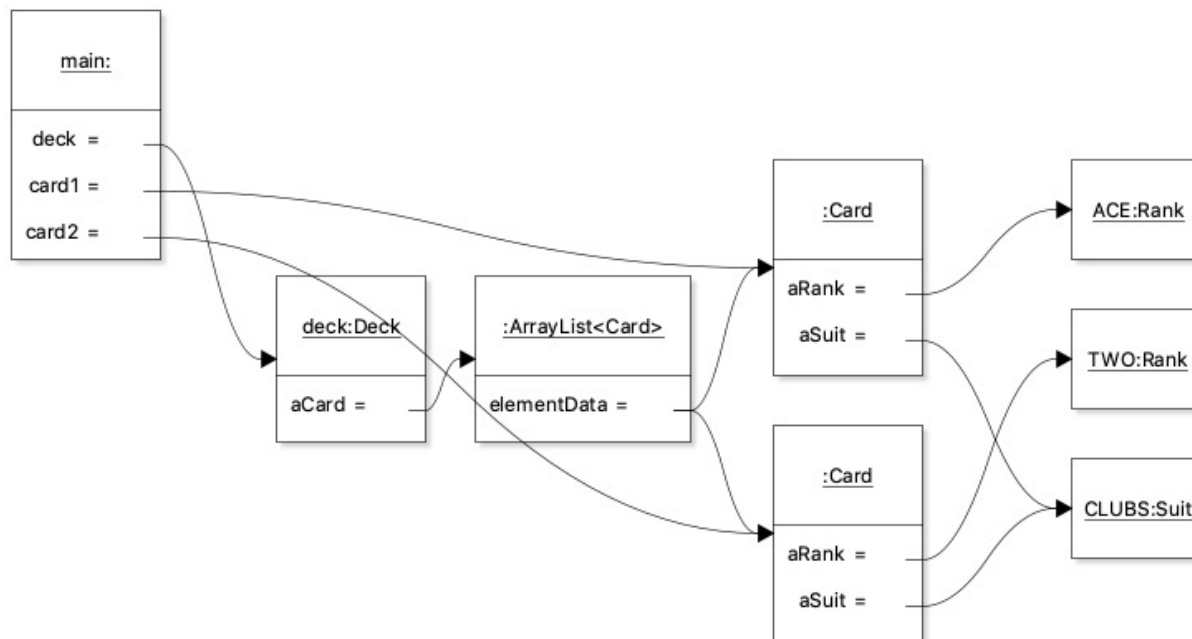 main:
deck =
card1 =
card2 =
deck:Deck
aCard =
:ArrayList<Card>
elementData =
:Card
aRank =
aSuit =
:Card
aRank =
aSuit =
ACE:Rank
TWO:Rank
CLUBS:Suit